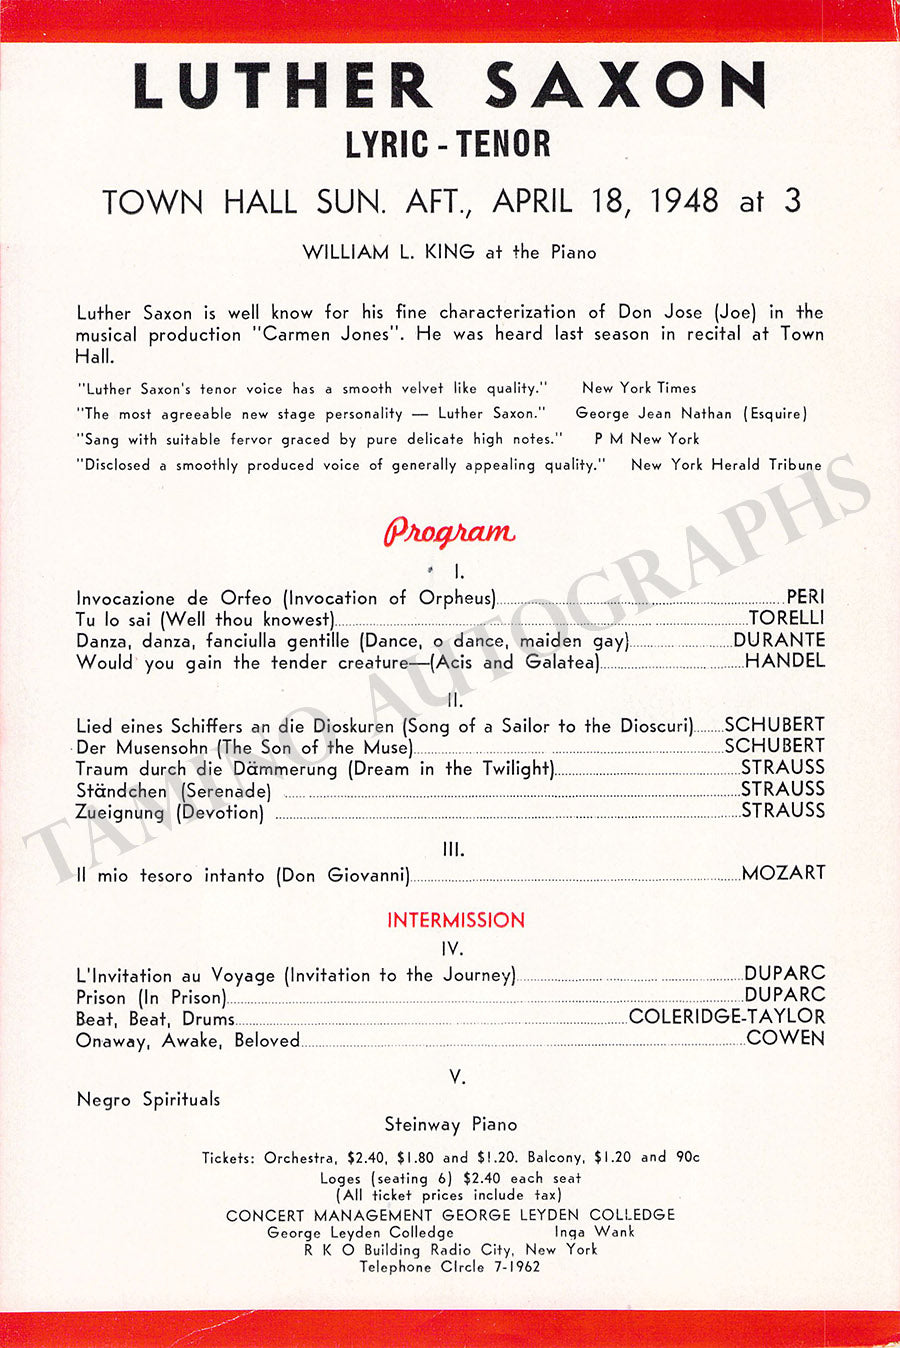 LUTHER SAXON
LYRIC - TENOR
TOWN HALL SUN. AFT., APRIL 18, 1948 at 3
WILLIAM L. KING at the Piano
Luther Saxon is well know for his fine characterization of Don Jose (Joe) in the
musical production "Carmen Jones". He was heard last season in recital at Town
Hall.
"Luther Saxon's tenor voice has a smooth velvet like quality." New York Times
"The most agreeable new stage personality — Luther Saxon." George Jean Nathan (Esquire)
"Sang with suitable fervor graced by pure delicate high notes." P M New York
"Disclosed a smoothly produced voice of generally appealing quality." New York Herald Tribune
Program
I.
Invocazione de Orfeo (Invocation of Orpheus)........PERI
Tu lo sai (Well thou knowest)........TORELLI
Danza, danza, fanciulla gentille (Dance, o dance, maiden gay)........DURANTE
Would you gain the tender creature—(Acis and Galatea)........HANDEL
II.
Lied eines Schiffers an die Dioskuren (Song of a Sailor to the Dioscuri)........SCHUBERT
Der Musensohn (The Son of the Muse)........SCHUBERT
Traum durch die Dämmerung (Dream in the Twilight)........STRAUSS
Ständchen (Serenade) ........STRAUSS
Zueignung (Devotion) ........STRAUSS
III.
Il mio tesoro intanto (Don Giovanni)........MOZART
INTERMISSION
IV.
L'Invitation au Voyage (Invitation to the Journey)........DUPARC
Prison (In Prison)........DUPARC
Beat, Beat, Drums........COLERIDGE-TAYLOR
Onaway, Awake, Beloved........COWEN
V.
Negro Spirituals
Steinway Piano
Tickets: Orchestra, $2.40, $1.80 and $1.20. Balcony, $1.20 and 90c
Loges (seating 6) $2.40 each seat
(All ticket prices include tax)
CONCERT MANAGEMENT GEORGE LEYDEN COLLEDGE
George Leyden Colledge Inga Wank
R K O Building Radio City, New York
Telephone CIrcle 7-1962
TAMINO AUTOGRAPHS